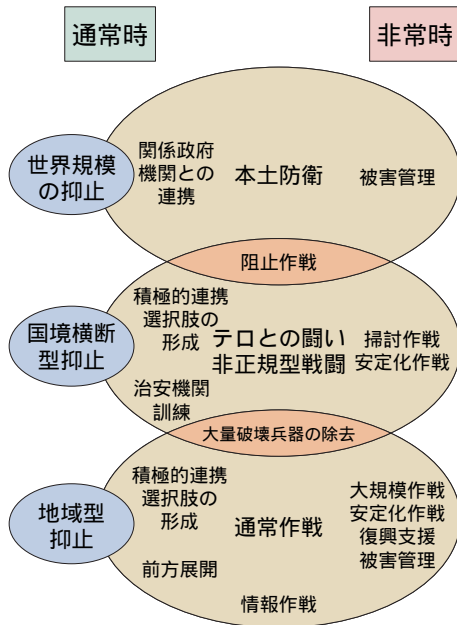 通常時
非常時
世界規模
の抑止
関係政府
機関との
連携
本土防衛
被害管理
阻止作戦
国境横断
型抑止
積極的連携
選択肢の
形成
治安機関
訓練
テロとの闘い
非正規型戦闘
掃討作戦
安定化作戦
大量破壊兵器の除去
地域型
抑止
積極的連携
選択肢の
形成
前方展開
通常作戦
情報作戦
大規模作戦
安定化作戦
復興支援
被害管理